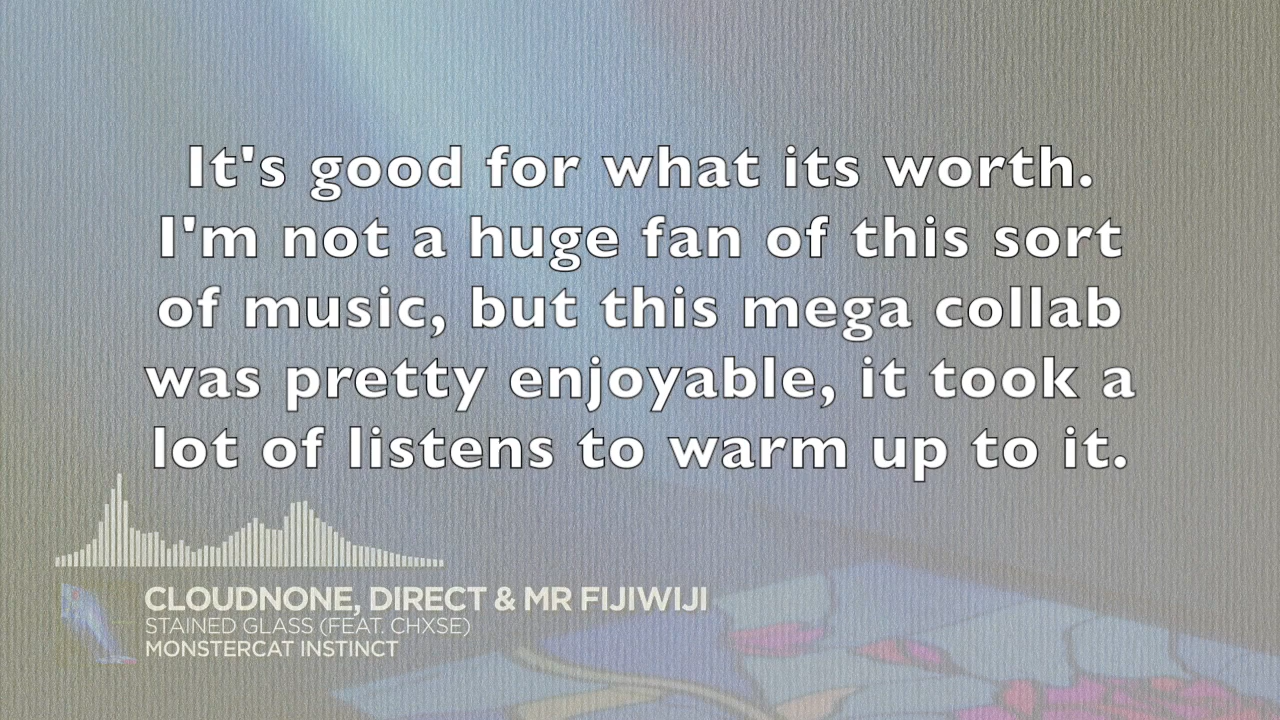 It's good for what its worth.
I'm not a huge fan of this sort
of music, but this mega collab
was pretty enjoyable, it took a
lot of listens to warm up to it.
CLOUDNONE, DIRECT & MR FIJIWIJI
STAINED GLASS (FEAT. CHXSE)
MONSTERCAT INSTINCT